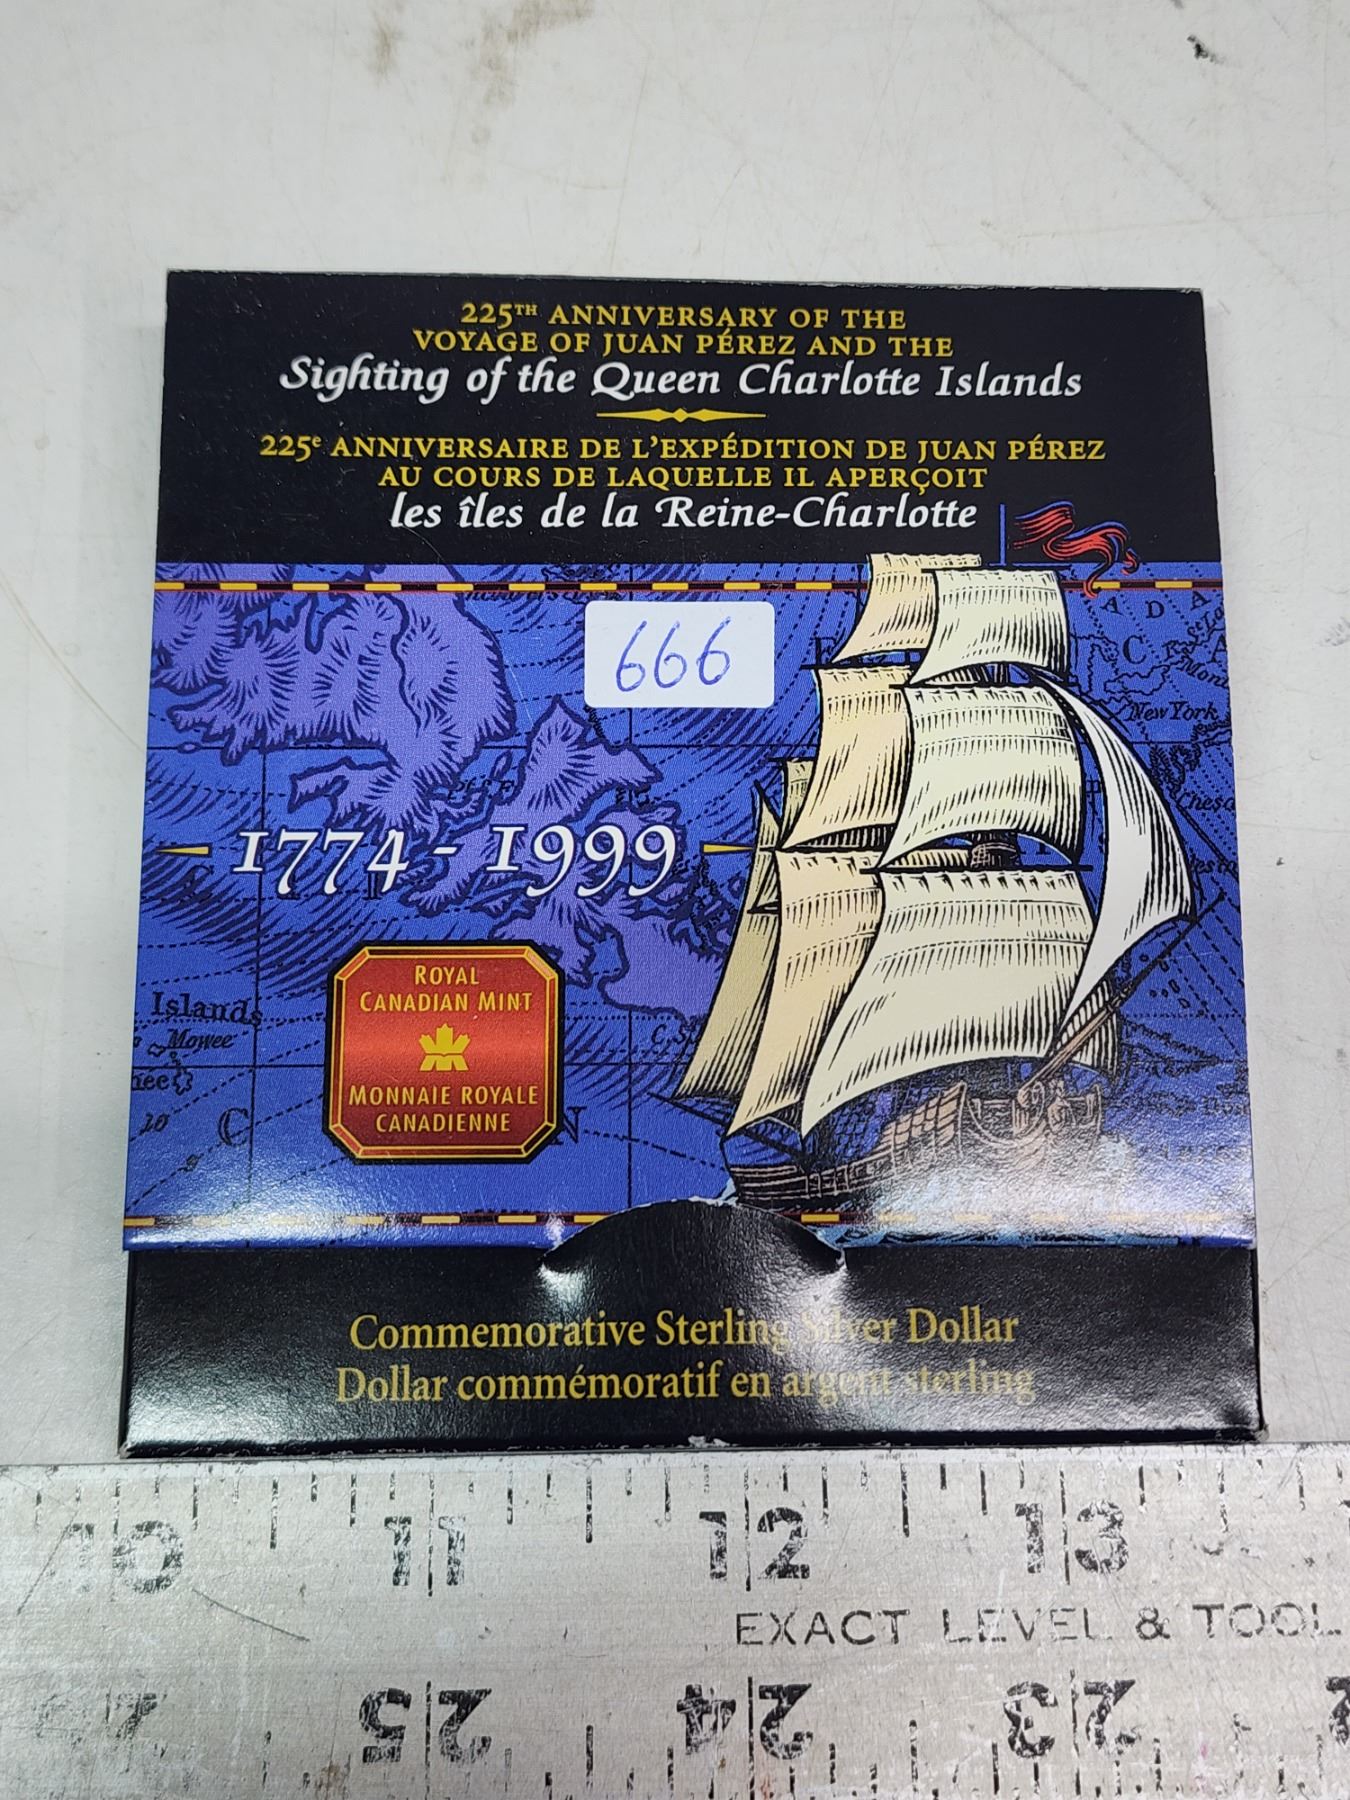 225TH ANNIVERSARY OF THE
VOYAGE OF JUAN PÉREZ AND THE
Sighting of the Queen Charlotte Islands
225e ANNIVERSAIRE DE L'EXPÉDITION DE JUAN PÉREZ
AU COURS DE LAQUELLE IL APERÇOIT
les îles de la Reine-Charlotte
666
A D A
C
New York
1774 - 1999
Islands
Mowee
10
C
N
ROYAL
CANADIAN MINT
MONNAIE ROYALE
CANADIENNE
Commemorative Sterling Silver Dollar
Dollar commémoratif en argent sterling
10 11 12 13
EXACT LEVEL & TOOL
25 24 23